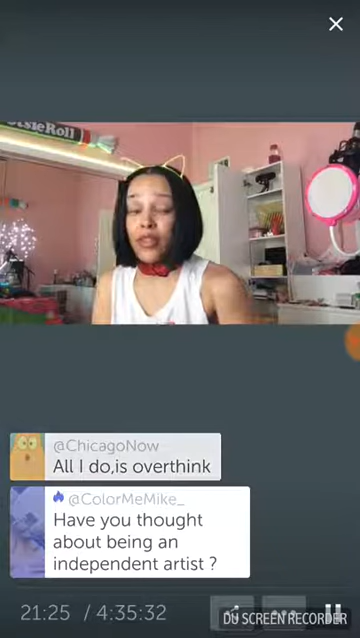 tsieRoll
@ChicagoNow
All I do,is overthink
@ColorMeMike_
Have you thought
about being an
independent artist ?
21:25 / 4:35:32
DU SCREEN RECORDER